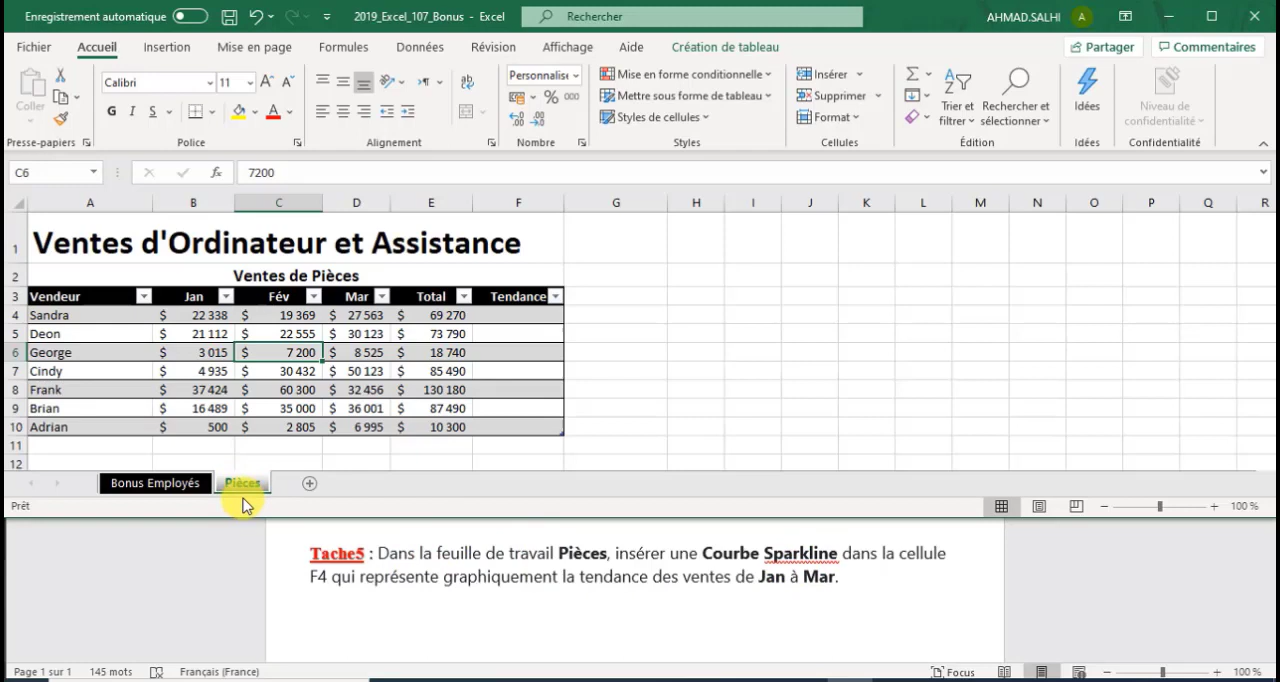 Enregistrement automatique 2019_Excel_107_Bonus - Excel Rechercher AHMAD.SALHI A
Fichier Accueil Insertion Mise en page Formules Données Révision Affichage Aide Création de tableau Partager Commentaires
Coller Calibri 11 Personnalisé Mise en forme conditionnelle Insérer Trier et filtrer Rechercher et sélectionner Idées Niveau de confidentialité
G I S Mettre sous forme de tableau Supprimer
Styles de cellules Format
Presse-papiers Police Alignement Nombre Styles Cellules Édition Idées Confidentialité
C6 fx 7200
A B C D E F G H I J K L M N O P Q R
1 Ventes d'Ordinateur et Assistance
2 Ventes de Pièces
3 Vendeur Jan Fév Mar Total Tendance
4 Sandra $ 22 338 $ 19 369 $ 27 563 $ 69 270
5 Deon $ 21 112 $ 22 555 $ 30 123 $ 73 790
6 George $ 3 015 $ 7 200 $ 8 525 $ 18 740
7 Cindy $ 4 935 $ 30 432 $ 50 123 $ 85 490
8 Frank $ 37 424 $ 60 300 $ 32 456 $ 130 180
9 Brian $ 16 489 $ 35 000 $ 36 001 $ 87 490
10 Adrian $ 500 $ 2 805 $ 6 995 $ 10 300
11
12
Bonus Employés Pièces
Prêt 100 %
Tache5 : Dans la feuille de travail Pièces, insérer une Courbe Sparkline dans la cellule
F4 qui représente graphiquement la tendance des ventes de Jan à Mar.
Page 1 sur 1 145 mots Français (France) Focus 100 %